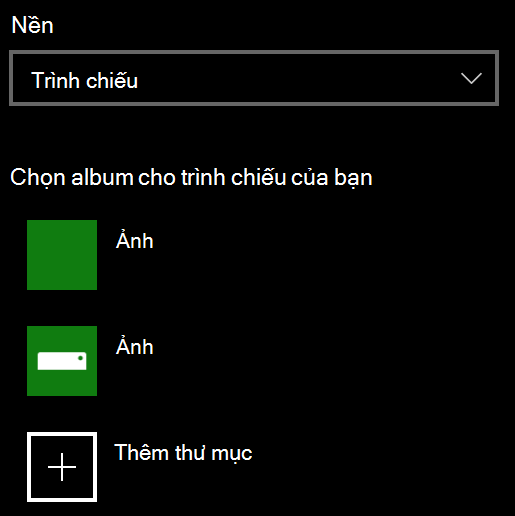 Nền
Trình chiếu
Chọn album cho trình chiếu của bạn
Ảnh
Ảnh
Thêm thư mục